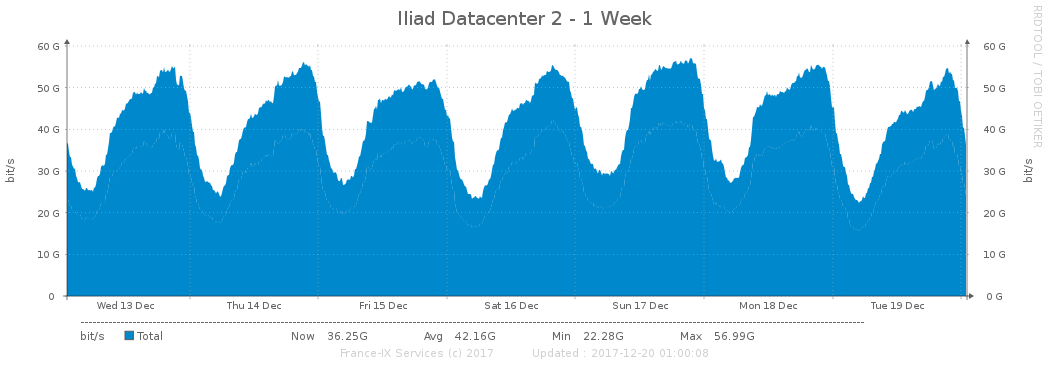 Iliad Datacenter 2 - 1 Week
RRDTOOL / TOBI OETIKER
60 G 60 G
50 G 50 G
40 G 40 G
30 G 30 G
20 G 20 G
10 G 10 G
0 0 G
bit/s bit/s
Wed 13 Dec Thu 14 Dec Fri 15 Dec Sat 16 Dec Sun 17 Dec Mon 18 Dec Tue 19 Dec
bit/s Total Now 36.25G Avg 42.16G Min 22.28G Max 56.99G
France-IX Services (c) 2017 Updated : 2017-12-20 01:00:08